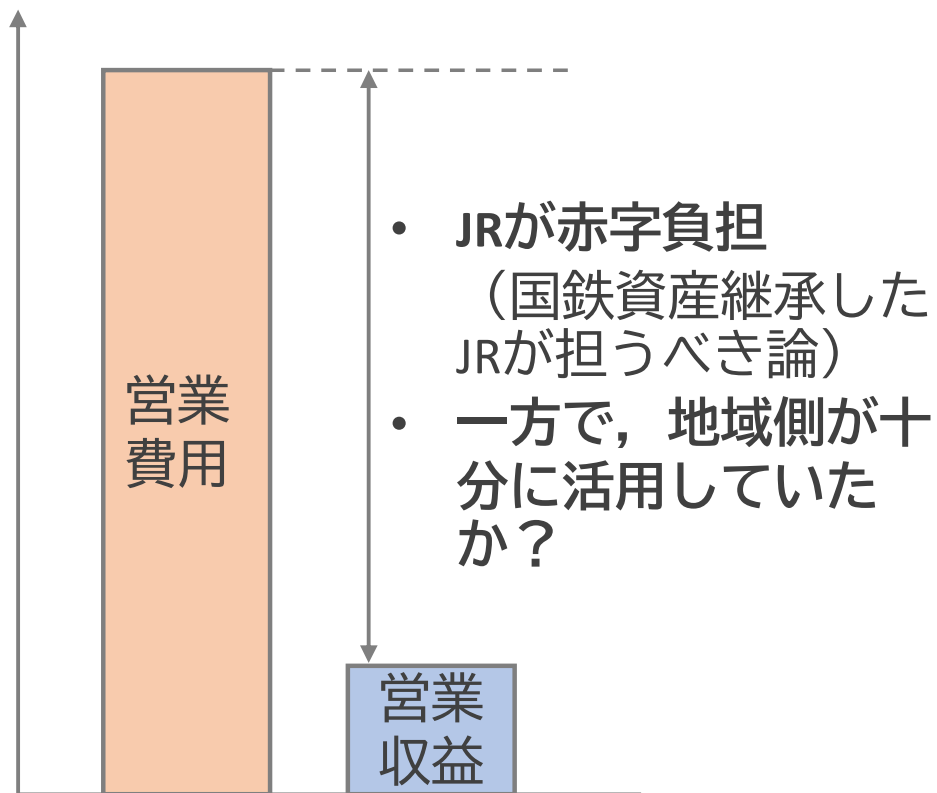 営業
費用
• JRが赤字負担
（国鉄資産継承した
JRが担うべき論）
• 一方で，地域側が十
分に活用していた
か？
営業
収益